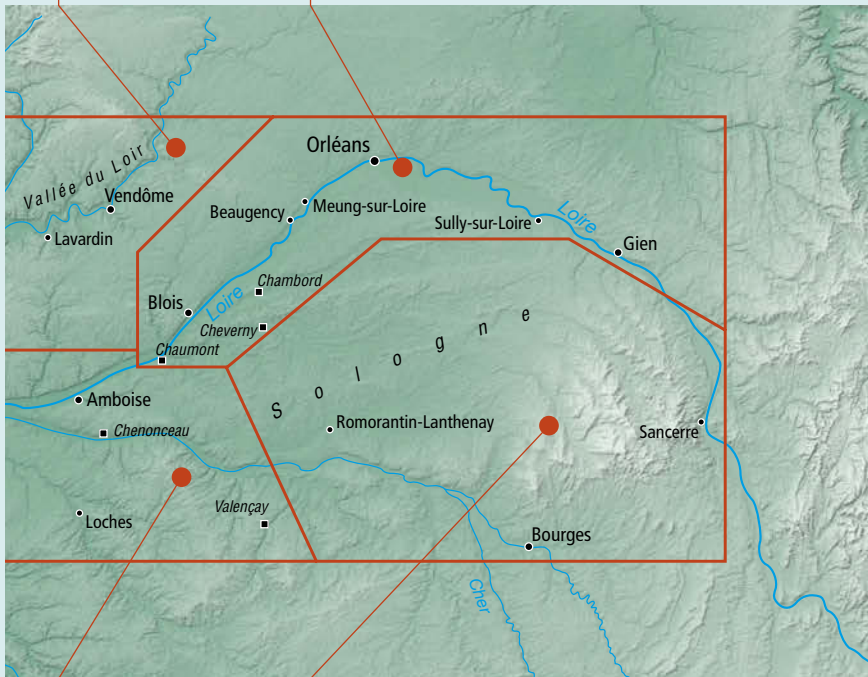 Orléans
Vallée du Loir
Vendôme
Meung-sur-Loire
Beaugency
Sully-sur-Loire
Loire
Lavardin
Gien
Chambord
Blois
Loire
Cheverny
Sologne
Chaumont
Amboise
Romorantin-Lanthenay
Sancerre
Chenonceau
Valençay
Loches
Bourges
Cher